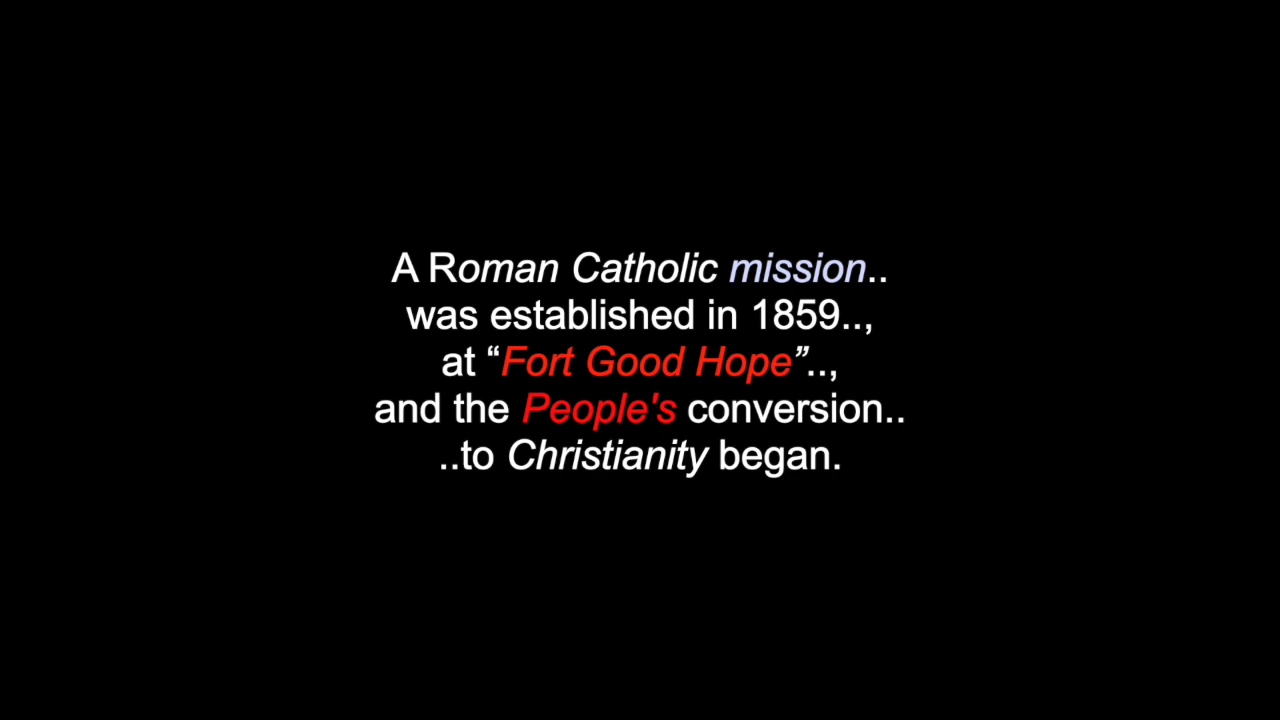 A Roman Catholic mission..
was established in 1859..,
at “Fort Good Hope”..,
and the People's conversion..
..to Christianity began.